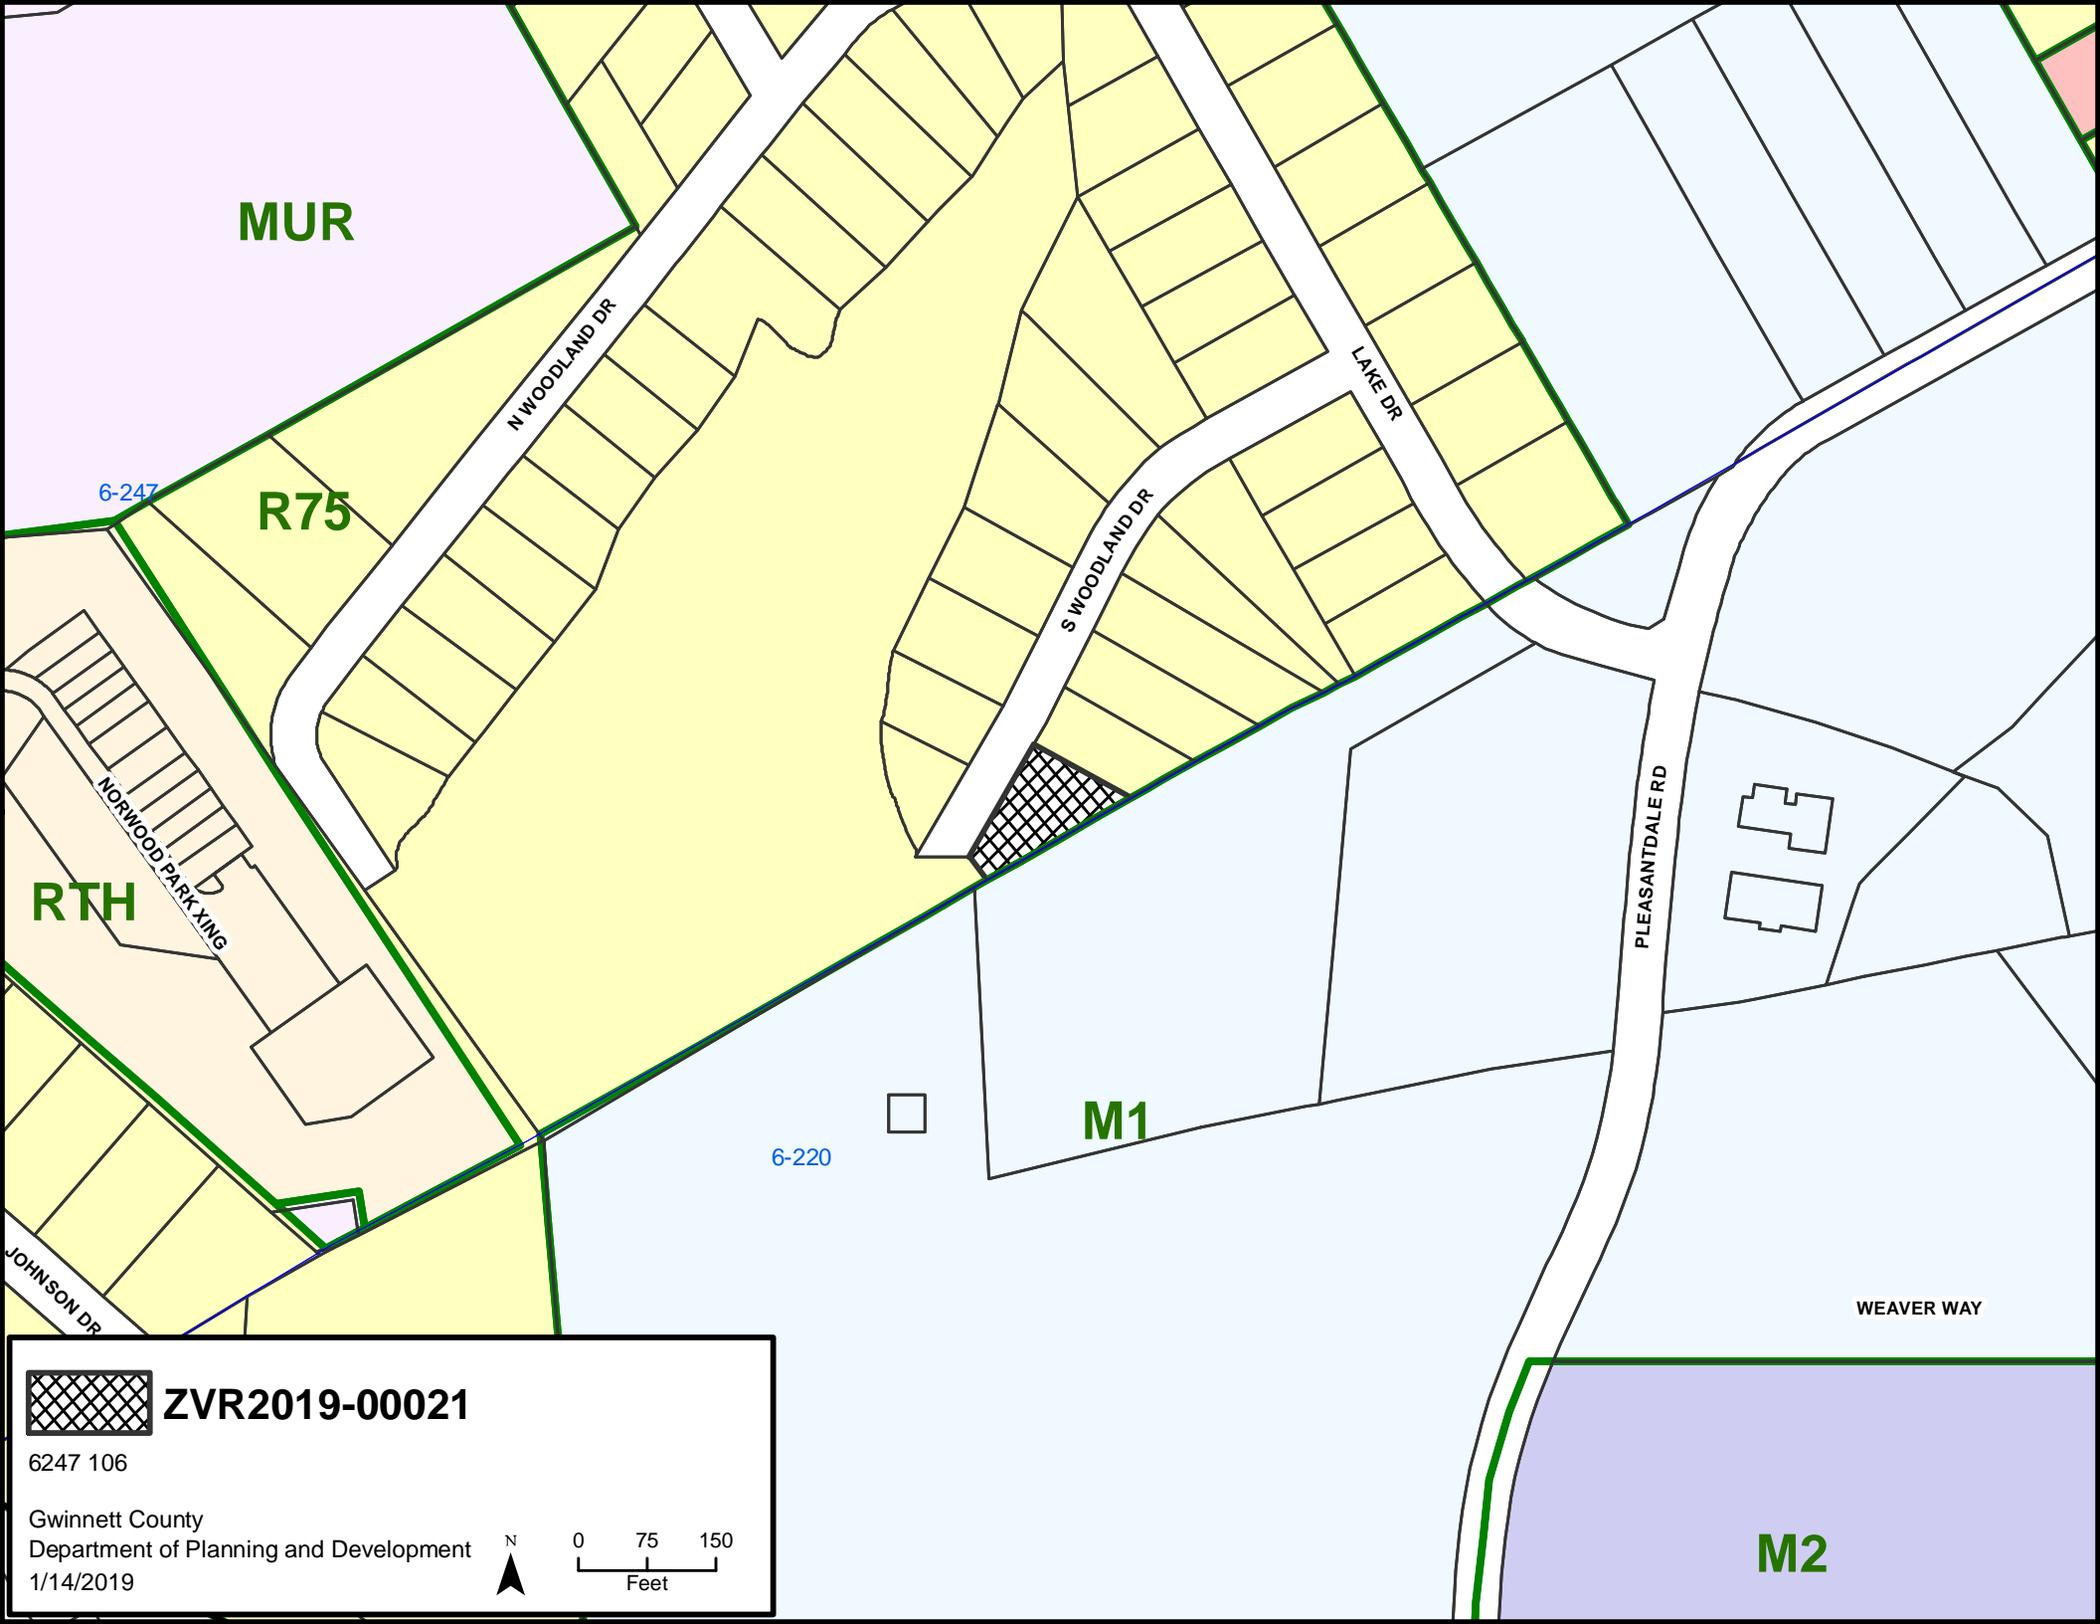 MUR
N WOODLAND DR
LAKE DR
6-247
R75
S WOODLAND DR
NORWOOD PARK XING
PLEASANTDALE RD
RTH
M1
6-220
JOHNSON DR
WEAVER WAY
ZVR2019-00021
6247 106
Gwinnett County
Department of Planning and Development
1/14/2019
N
0 75 150
Feet
M2